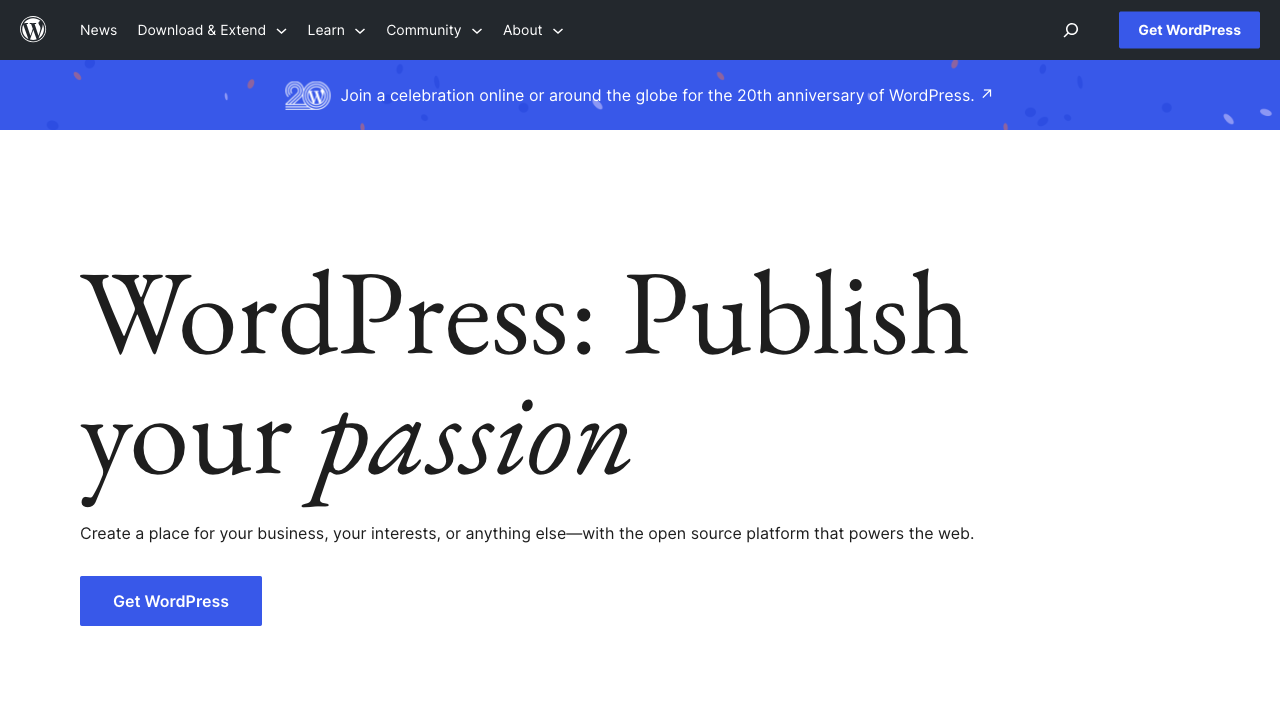 News Download & Extend Learn Community About Get WordPress
20 Join a celebration online or around the globe for the 20th anniversary of WordPress. ↗
WordPress: Publish
your passion
Create a place for your business, your interests, or anything else—with the open source platform that powers the web.
Get WordPress